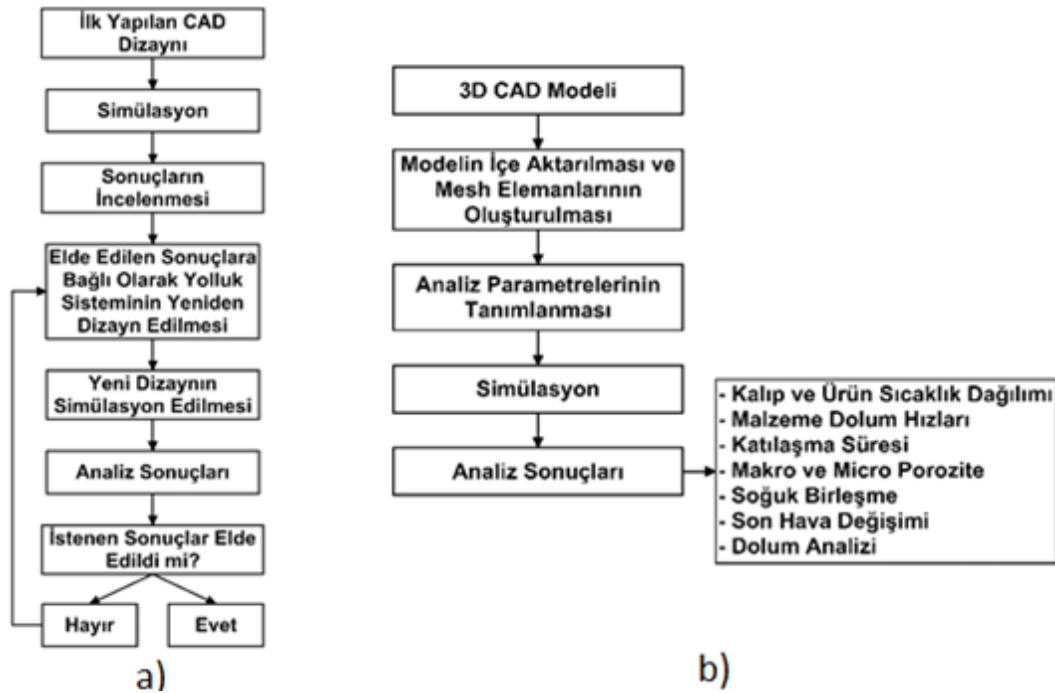 İlk Yapılan CAD
Dizaynı
Simülasyon
Sonuçların
İncelenmesi
Elde Edilen Sonuçlara
Bağlı Olarak Yolluk
Sisteminin Yeniden
Dizayn Edilmesi
Yeni Dizaynın
Simülasyon Edilmesi
Analiz Sonuçları
İstenen Sonuçlar Elde
Edildi mi?
Hayır
Evet
a)
3D CAD Modeli
Modelin İçe Aktarılması ve
Mesh Elemanlarının
Oluşturulması
Analiz Parametrelerinin
Tanımlanması
Simülasyon
Analiz Sonuçları
- Kalıp ve Ürün Sıcaklık Dağılımı
- Malzeme Dolum Hızları
- Katılaşma Süresi
- Makro ve Micro Porozite
- Soğuk Birleşme
- Son Hava Değişimi
- Dolum Analizi
b)